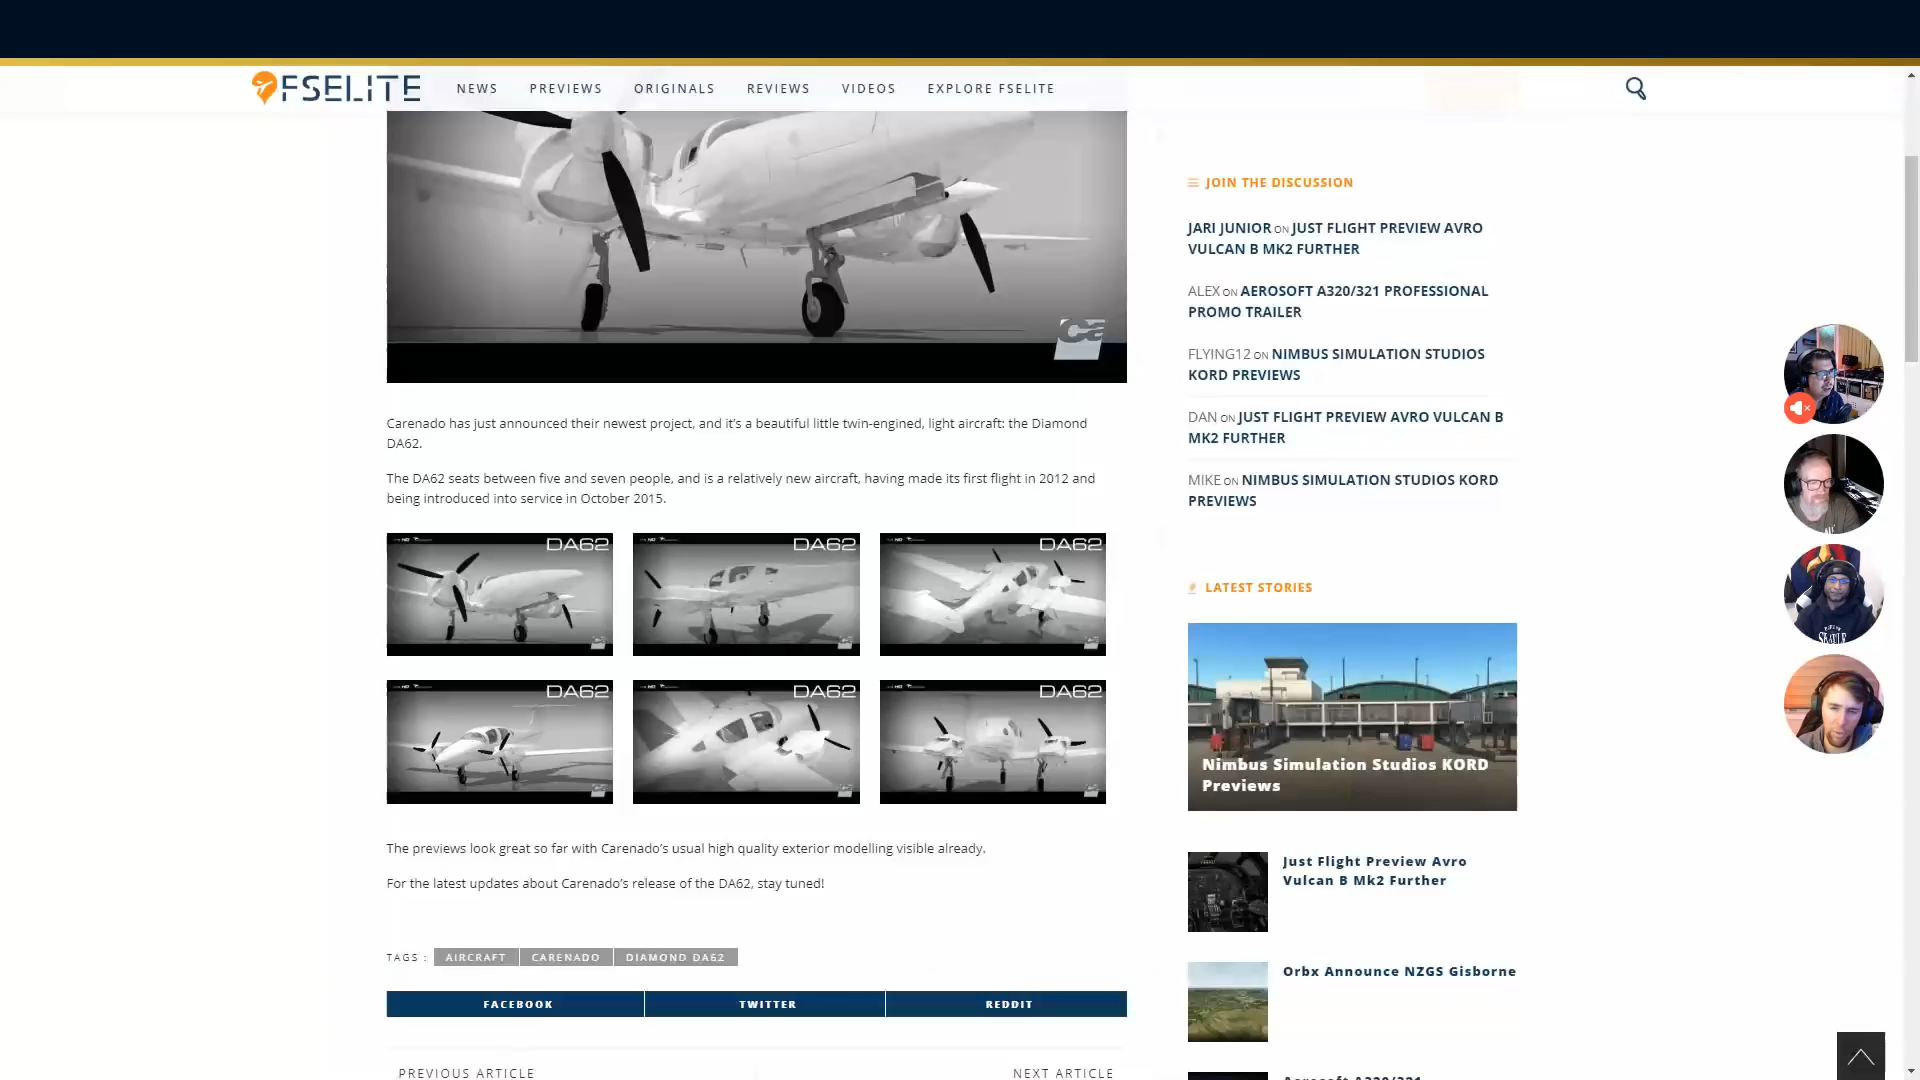 FSELITE
NEWS
PREVIEWS
ORIGINALS
REVIEWS
VIDEOS
EXPLORE FSELITE
Carenado has just announced their newest project, and it's a beautiful little twin-engined, light aircraft: the Diamond
DA62.
The DA62 seats between five and seven people, and is a relatively new aircraft, having made its first flight in 2012 and
being introduced into service in October 2015.
DA62
DA62
DA62
DA62
DA62
DA62
The previews look great so far with Carenado's usual high quality exterior modelling visible already.
For the latest updates about Carenado's release of the DA62, stay tuned!
TAGS :
AIRCRAFT
CARENADO
DIAMOND DA62
FACEBOOK
TWITTER
REDDIT
PREVIOUS ARTICLE
NEXT ARTICLE
JOIN THE DISCUSSION
JARI JUNIOR ON JUST FLIGHT PREVIEW AVRO
VULCAN B MK2 FURTHER
ALEX ON AEROSOFT A320/321 PROFESSIONAL
PROMO TRAILER
FLYING12 ON NIMBUS SIMULATION STUDIOS
KORD PREVIEWS
DAN ON JUST FLIGHT PREVIEW AVRO VULCAN B
MK2 FURTHER
MIKE ON NIMBUS SIMULATION STUDIOS KORD
PREVIEWS
LATEST STORIES
Nimbus Simulation Studios KORD
Previews
Just Flight Preview Avro
Vulcan B Mk2 Further
Orbx Announce NZGS Gisborne
Aerosoft A320/321